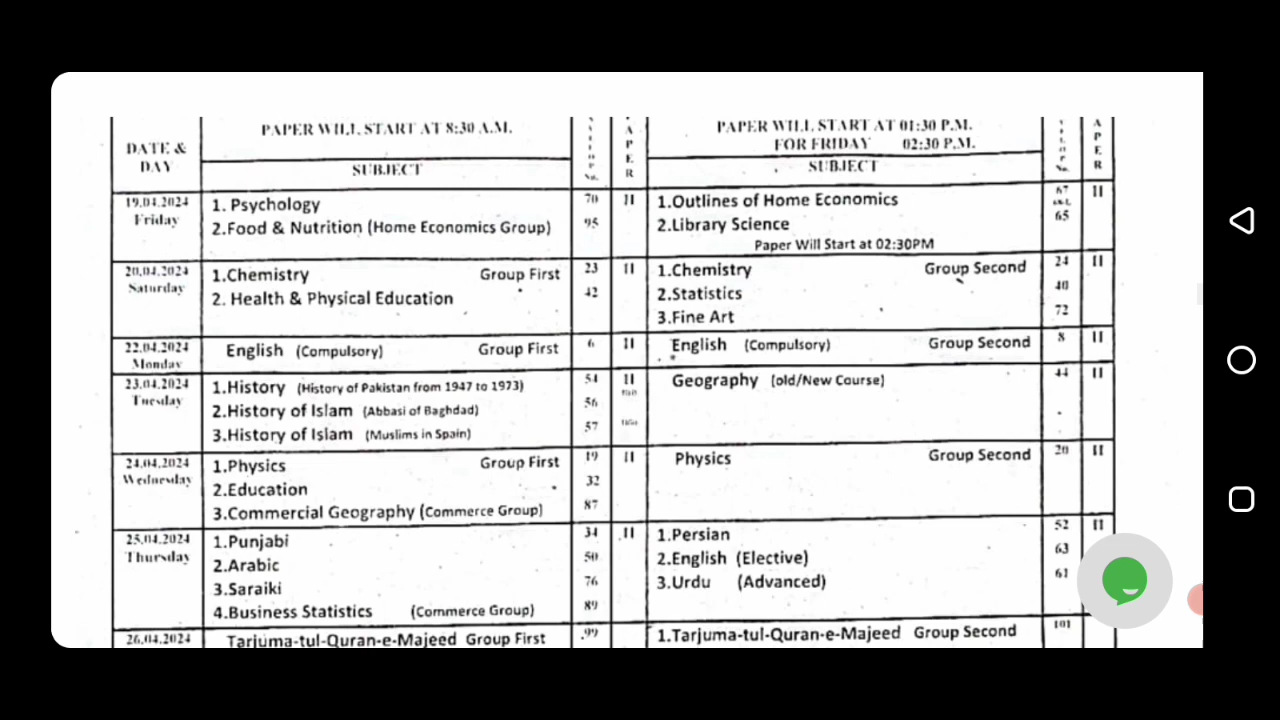 DATE & DAY
PAPER WILL START AT 8:30 A.M.
SUBJECT
PAPER
PAPER WILL START AT 01:30 P.M.
FOR FRIDAY 02:30 P.M.
SUBJECT
No.
PAPER
19.04.2024 Friday
1. Psychology 70 II
2.Food & Nutrition (Home Economics Group) 95
1.Outlines of Home Economics 67 II
2.Library Science 65
Paper Will Start at 02:30PM
20.04.2024 Saturday
1.Chemistry Group First 23 II
2. Health & Physical Education 42
1.Chemistry Group Second 24 II
2.Statistics 40
3.Fine Art 72
22.04.2024 Monday
English (Compulsory) Group First 6 II
English (Compulsory) Group Second 8 II
23.04.2024 Tuesday
1.History (History of Pakistan from 1947 to 1973) 54 II
2.History of Islam (Abbasi of Baghdad) 56
3.History of Islam (Muslims in Spain) 57
Geography (old/New Course) 44 II
24.04.2024 Wednesday
1.Physics Group First 19 II
2.Education 32
3.Commercial Geography (Commerce Group) 87
Physics Group Second 20 II
25.04.2024 Thursday
1.Punjabi 34 II
2.Arabic 50
3.Saraiki 76
4.Business Statistics (Commerce Group) 89
1.Persian 52 II
2.English (Elective) 63
3.Urdu (Advanced) 61
26.04.2024
Tarjuma-tul-Quran-e-Majeed Group First 99
1.Tarjuma-tul-Quran-e-Majeed Group Second 101